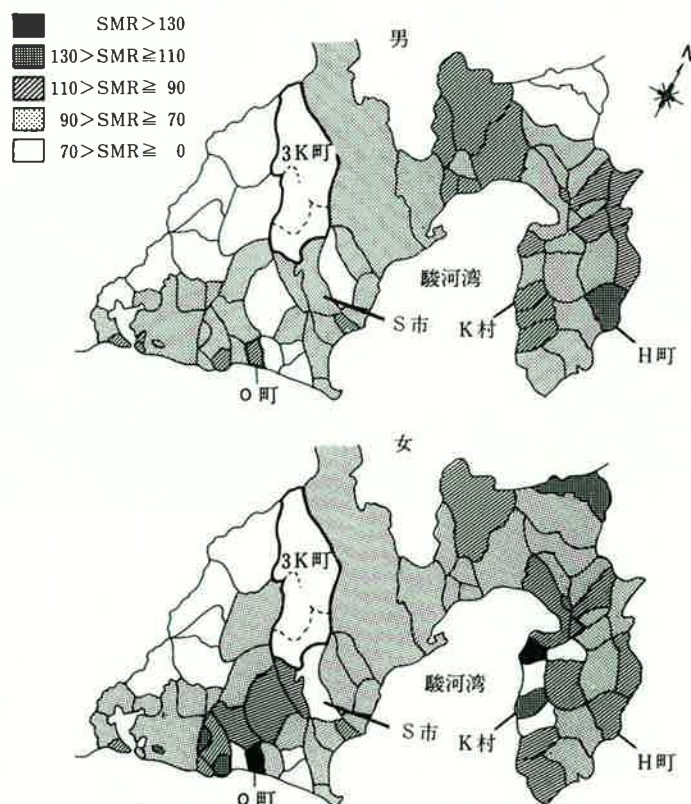 SMR>130
130>SMR≧110
110>SMR≧ 90
90>SMR≧ 70
70>SMR≧ 0
男
N
3K町
駿河湾
S市
K村
H町
O町
女
3K町
駿河湾
S市
K村
H町
O町